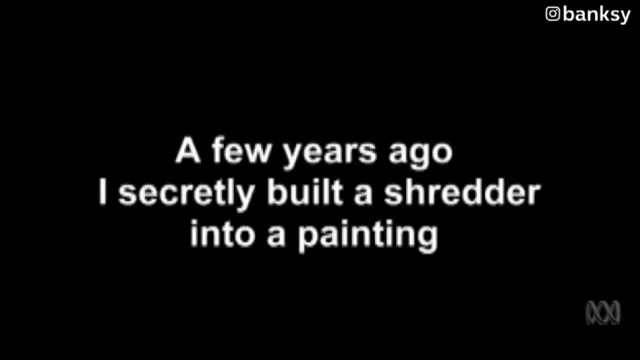 @banksy
A few years ago
I secretly built a shredder
into a painting